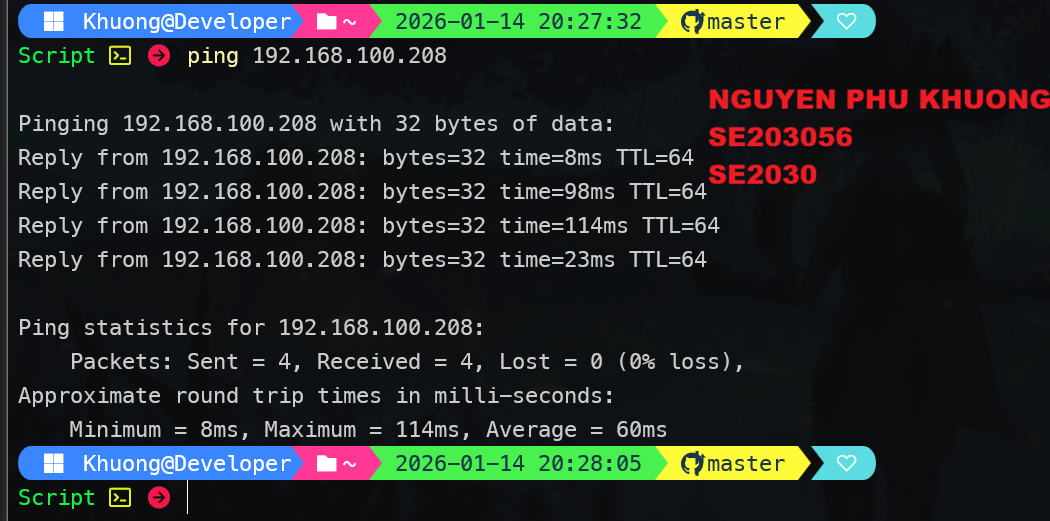 Khuong@Developer ~ 2026-01-14 20:27:32 master
Script ping 192.168.100.208
NGUYEN PHU KHUONG
Pinging 192.168.100.208 with 32 bytes of data:
SE203056
Reply from 192.168.100.208: bytes=32 time=8ms TTL=64
SE2030
Reply from 192.168.100.208: bytes=32 time=98ms TTL=64
Reply from 192.168.100.208: bytes=32 time=114ms TTL=64
Reply from 192.168.100.208: bytes=32 time=23ms TTL=64
Ping statistics for 192.168.100.208:
Packets: Sent = 4, Received = 4, Lost = 0 (0% loss),
Approximate round trip times in milli-seconds:
Minimum = 8ms, Maximum = 114ms, Average = 60ms
Khuong@Developer ~ 2026-01-14 20:28:05 master
Script